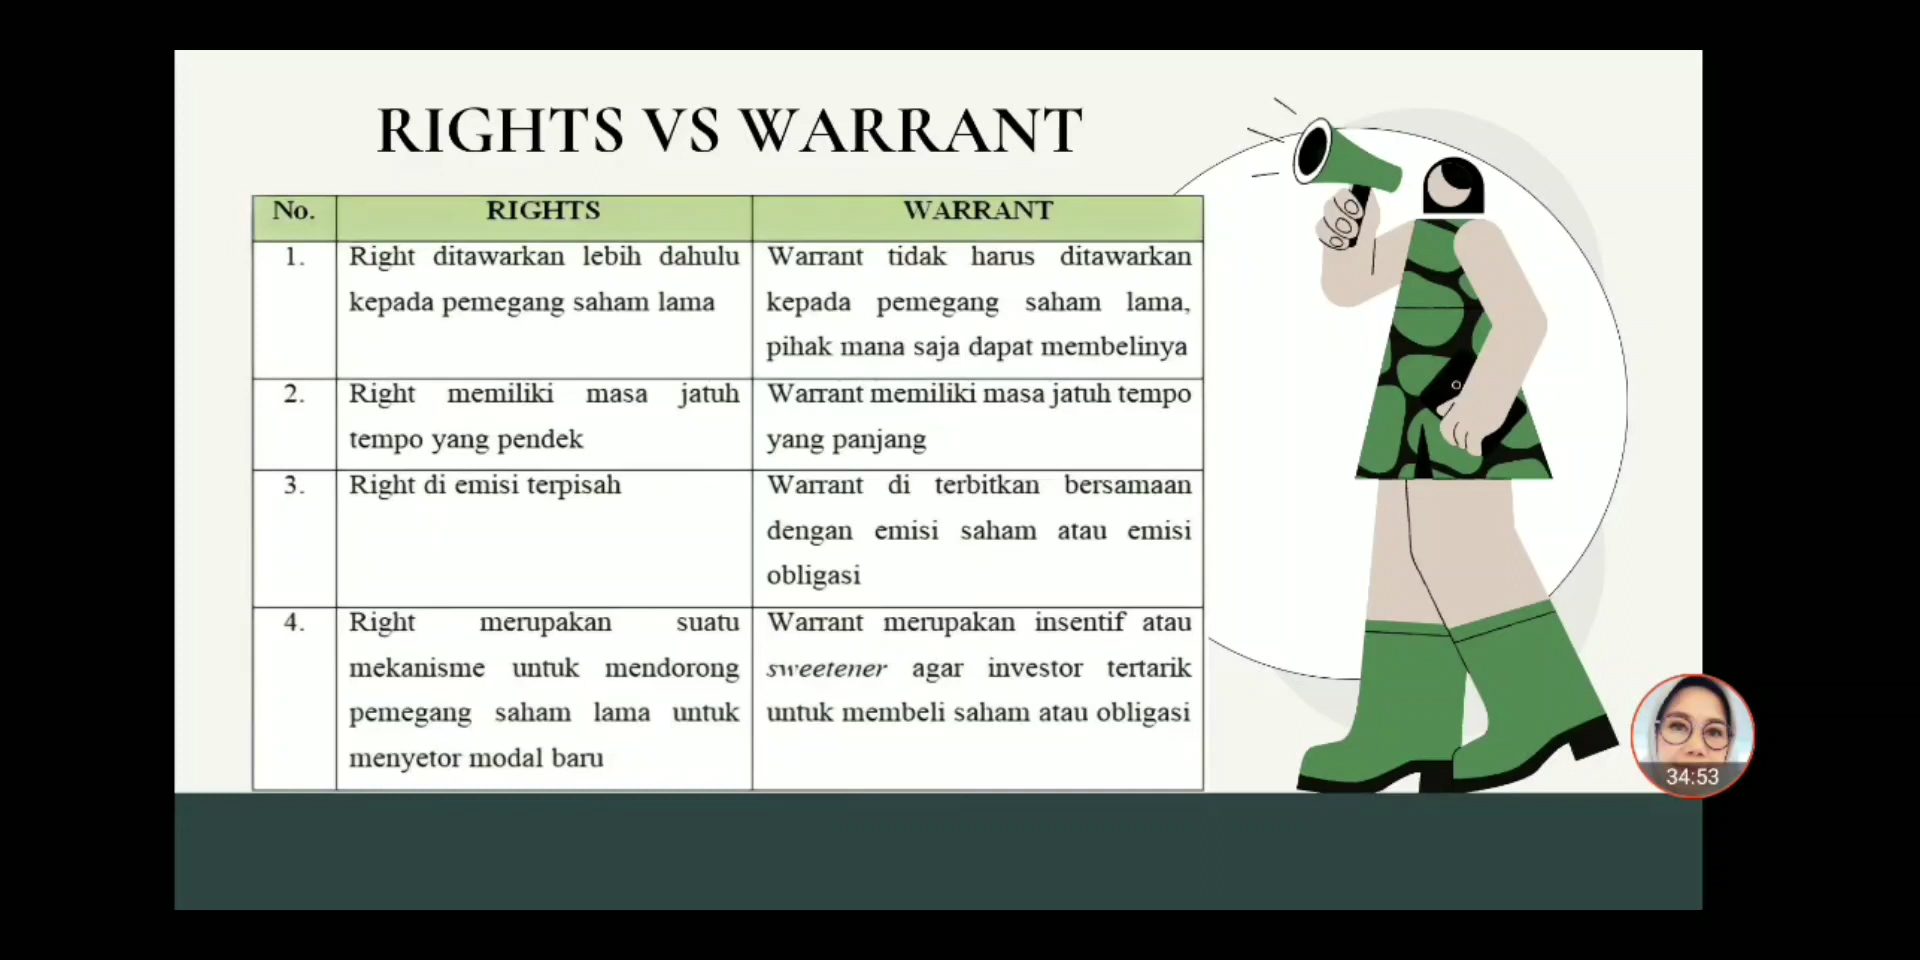 RIGHTS VS WARRANT
No. RIGHTS WARRANT
1. Right ditawarkan lebih dahulu
kepada pemegang saham lama
Warrant tidak harus ditawarkan
kepada pemegang saham lama,
pihak mana saja dapat membelinya
2. Right memiliki masa jatuh
tempo yang pendek
Warrant memiliki masa jatuh tempo
yang panjang
3. Right di emisi terpisah
Warrant di terbitkan bersamaan
dengan emisi saham atau emisi
obligasi
4. Right merupakan suatu
mekanisme untuk mendorong
pemegang saham lama untuk
menyetor modal baru
Warrant merupakan insentif atau
sweetener agar investor tertarik
untuk membeli saham atau obligasi
34:53